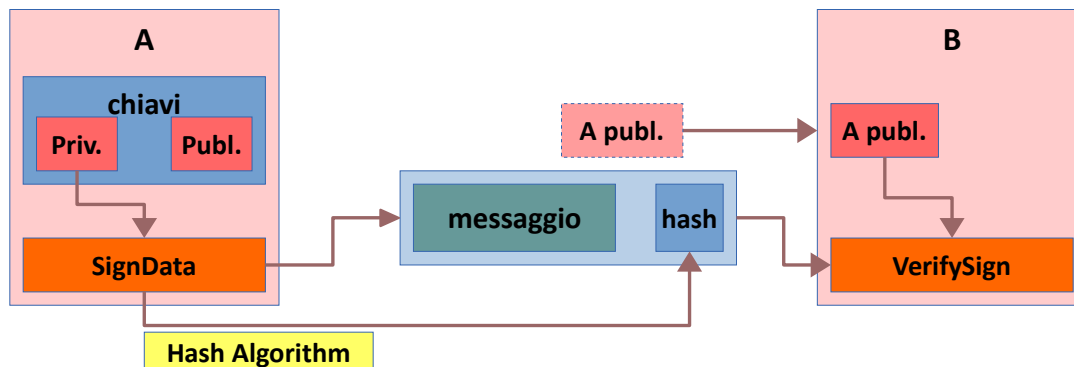 A
chiavi
Priv.
Publ.
SignData
Hash Algorithm
A publ.
messaggio
hash
B
A publ.
VerifySign